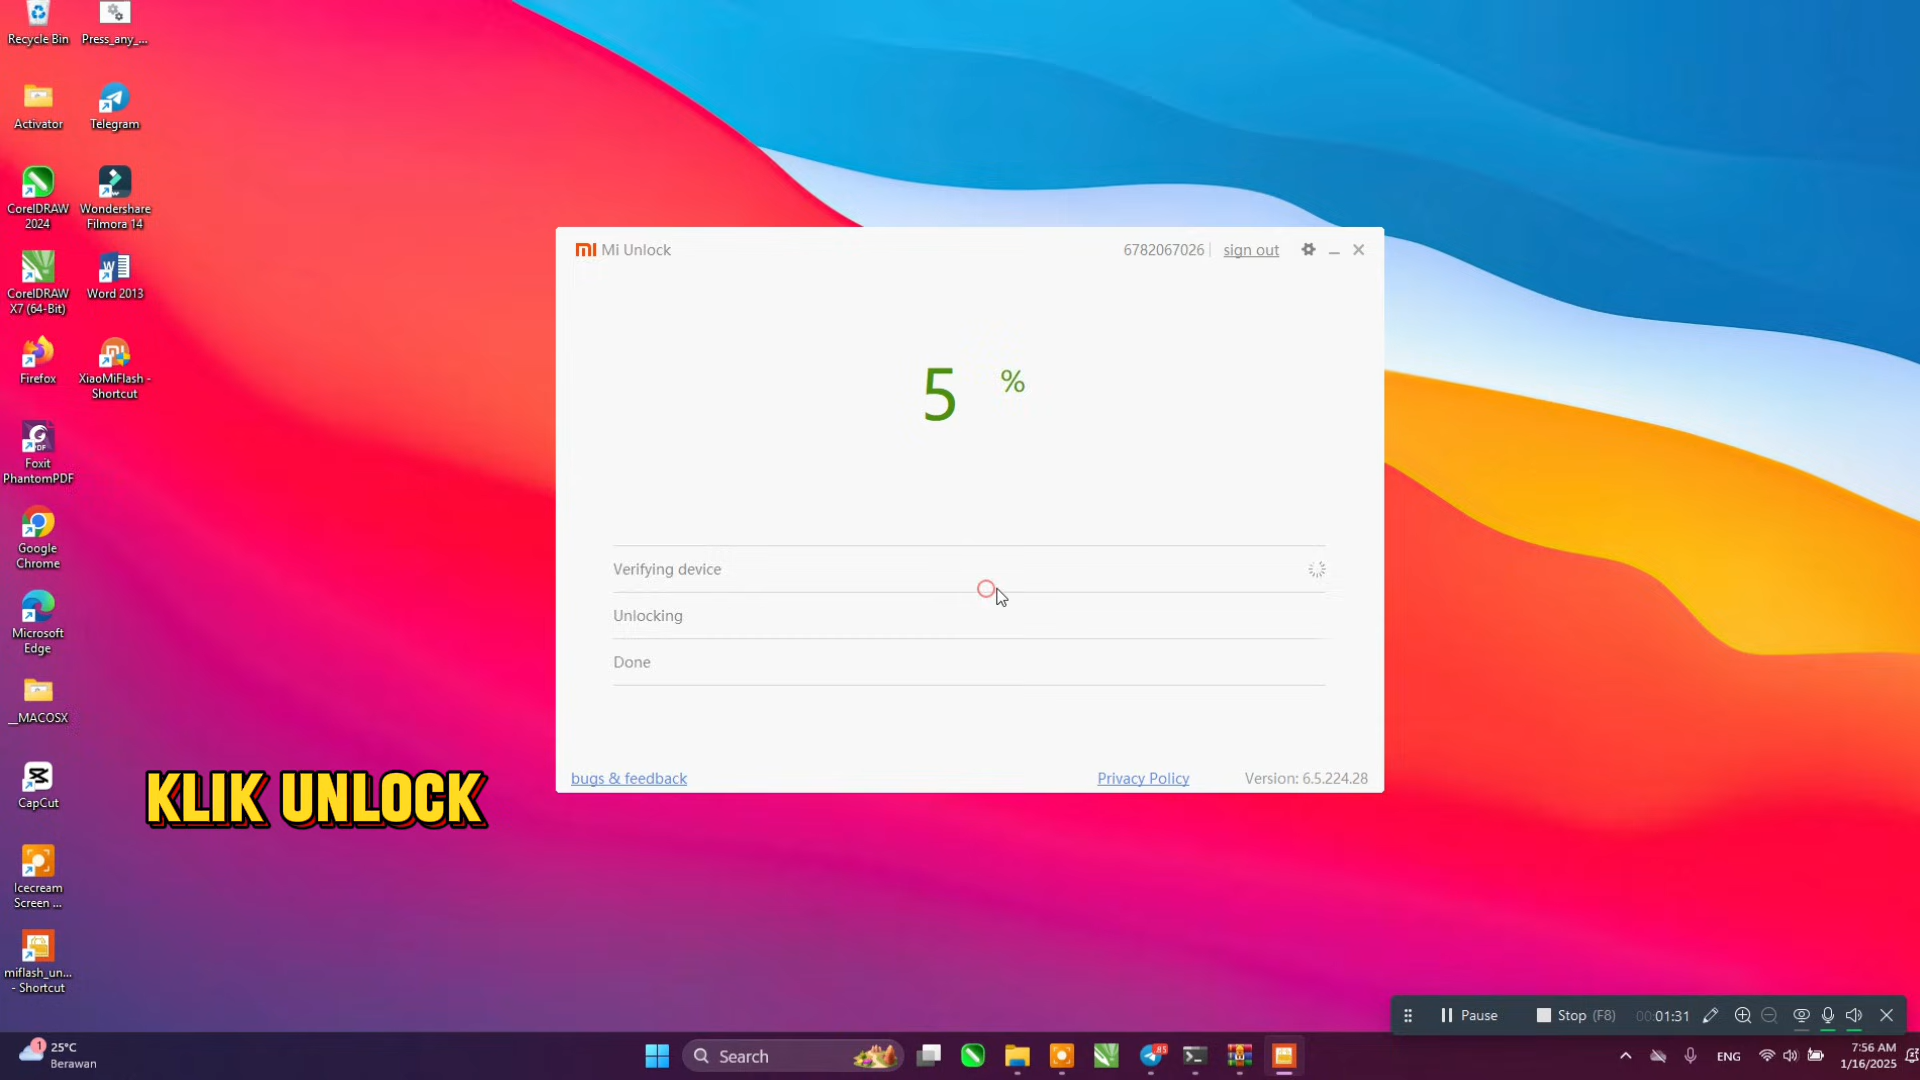 Recycle Bin
Press_any_...
Activator
Telegram
CorelDRAW
2024
Wondershare
Filmora 14
CorelDRAW
X7 (64-Bit)
Word 2013
Firefox
XiaoMiFlash -
Shortcut
Foxit
PhantomPDF
Google
Chrome
Microsoft
Edge
__MACOSX
CapCut
Icecream
Screen ...
miflash_un...
- Shortcut
KLIK UNLOCK
Mi Unlock
6782067026
sign out
5 %
Verifying device
Unlocking
Done
bugs & feedback
Privacy Policy
Version: 6.5.224.28
Pause
Stop (F8)
00:01:31
1
25°C
Berawan
Search
85
ENG
7:56 AM
1/16/2025